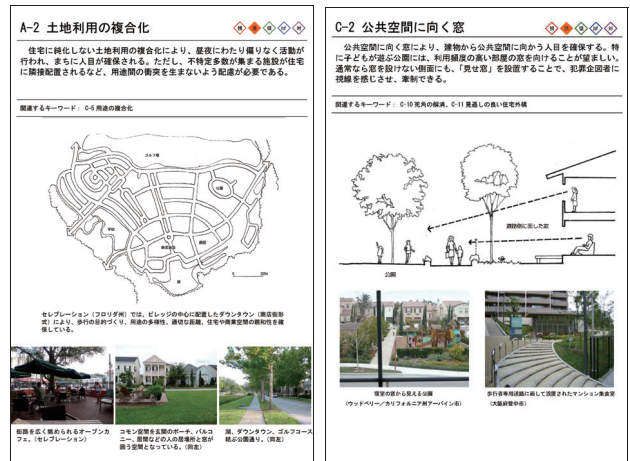 A-2 土地利用の複合化
住宅に純化しない土地利用の複合化により、昼夜にわたり偏りなく活動が
行われ、まちに人目が確保される。ただし、不特定多数が集まる施設が住宅
に隣接配置されるなど、用途間の衝突を生まないよう配慮が必要である。
関連するキーワード: C-5 用途の複合化
ゴルフ場
公園
学校
湖
セレブレーション(フロリダ州)では、ビレッジの中心に配置したダウンタウン(商店街形
式)により、歩行の目的づくり、用途の多様性、適切な距離、住宅や商業空間の親和性を確
保している。
街路を広く眺められるオープンカ
フェ。(セレブレーション)
コモン空間を玄関のポーチ、バルコ
ニー、居間などの人の居場所と窓が
囲う空間となっている。(同左)
湖、ダウンタウン、ゴルフコース
結ぶ公園通り。(同左)
C-2 公共空間に向く窓
公共空間に向く窓により、建物から公共空間に向かう人目を確保する。特
に子どもが遊ぶ公園には、利用頻度の高い部屋の窓を向けることが望ましい。
通常なら窓を設けない側面にも、「見せ窓」を設置することで、犯罪企図者に
視線を感じさせ、牽制できる。
関連するキーワード: C-10 死角の解消、C-11 見通しの良い住宅外構
道路側に面した窓
公園
寝室の窓から見える公園
(ウッドベリー/カリフォルニア州アーバイン市)
歩行者専用道路に面して設置されたマンション集会室
(大阪府豊中市)